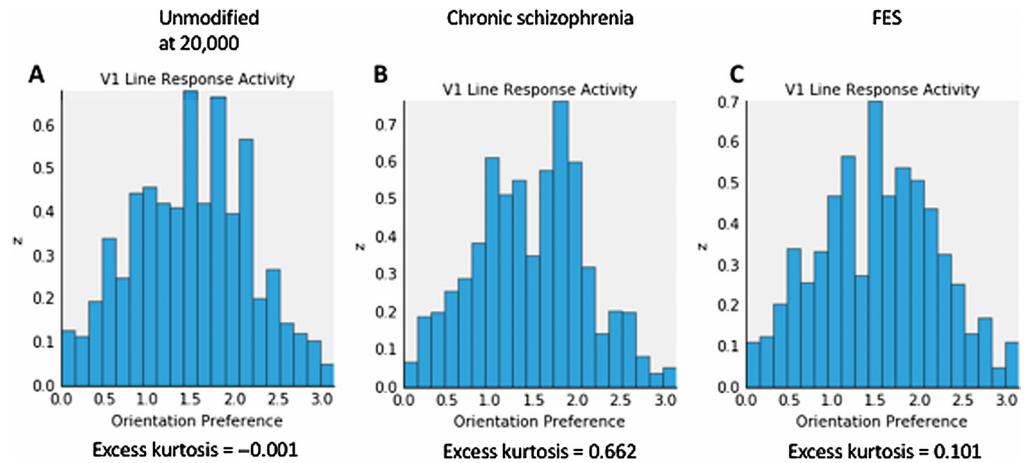 Unmodified
at 20,000
Chronic schizophrenia
FES
A
V1 Line Response Activity
z
0.6
0.5
0.4
0.3
0.2
0.1
0.0
0.0 0.5 1.0 1.5 2.0 2.5 3.0
Orientation Preference
Excess kurtosis = −0.001
B
V1 Line Response Activity
z
0.7
0.6
0.5
0.4
0.3
0.2
0.1
0.0
0.0 0.5 1.0 1.5 2.0 2.5 3.0
Orientation Preference
Excess kurtosis = 0.662
C
V1 Line Response Activity
z
0.7
0.6
0.5
0.4
0.3
0.2
0.1
0.0
0.0 0.5 1.0 1.5 2.0 2.5 3.0
Orientation Preference
Excess kurtosis = 0.101